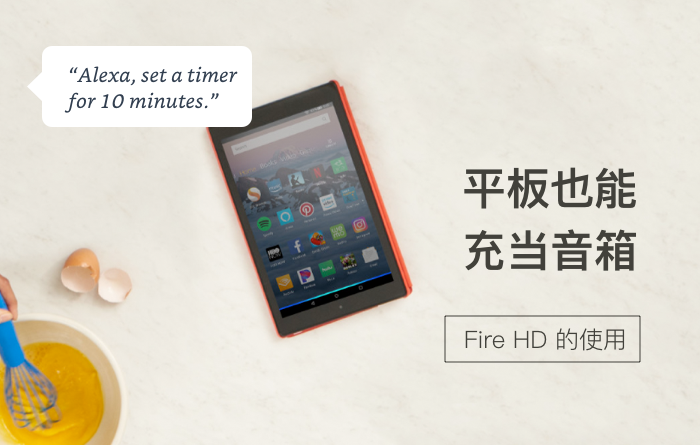 “Alexa, set a timer
for 10 minutes.”
平板也能
充当音箱
Fire HD 的使用